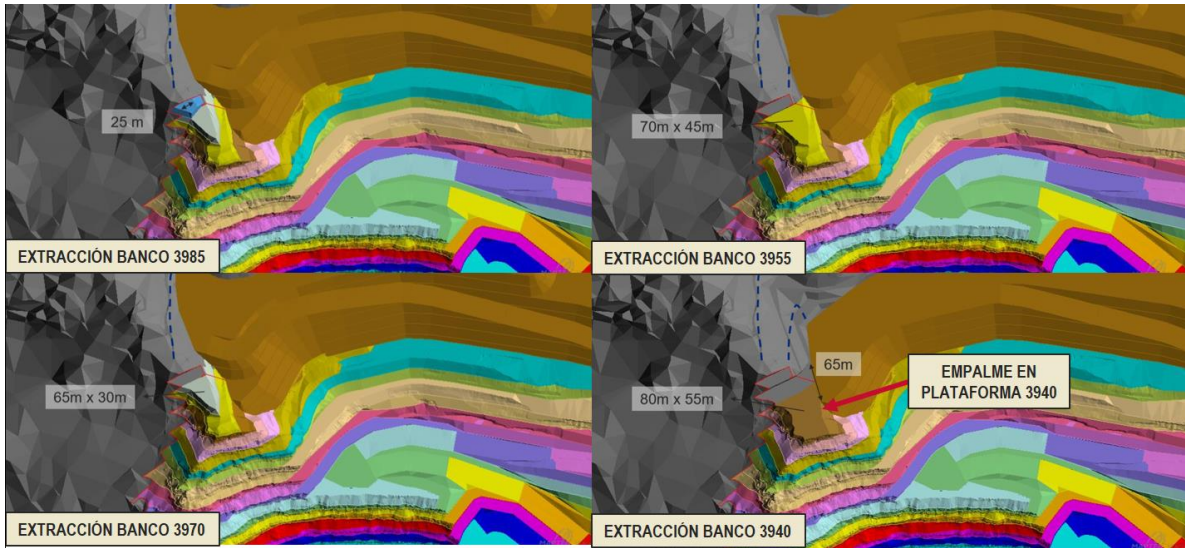 25 m
EXTRACCIÓN BANCO 3985
70m x 45m
EXTRACCIÓN BANCO 3955
65m x 30m
EXTRACCIÓN BANCO 3970
65m
80m x 55m
EMPALME EN
PLATAFORMA 3940
EXTRACCIÓN BANCO 3940